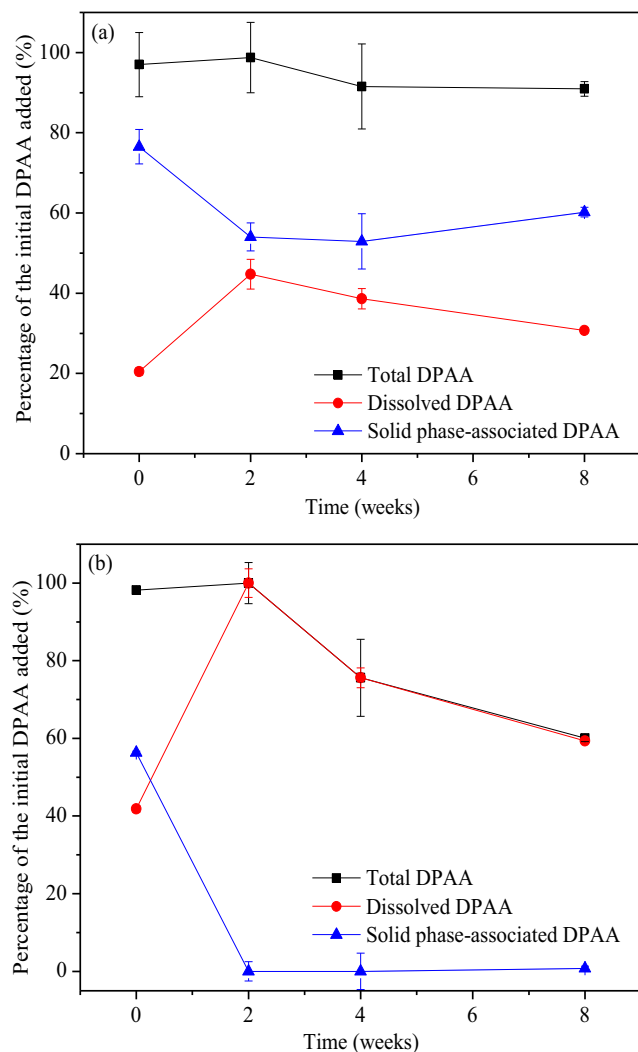 (a)
Percentage of the initial DPAA added (%)
100
80
60
40
20
0
Total DPAA
Dissolved DPAA
Solid phase-associated DPAA
0 2 4 6 8
Time (weeks)
(b)
Percentage of the initial DPAA added (%)
100
80
60
40
20
0
Total DPAA
Dissolved DPAA
Solid phase-associated DPAA
0 2 4 6 8
Time (weeks)